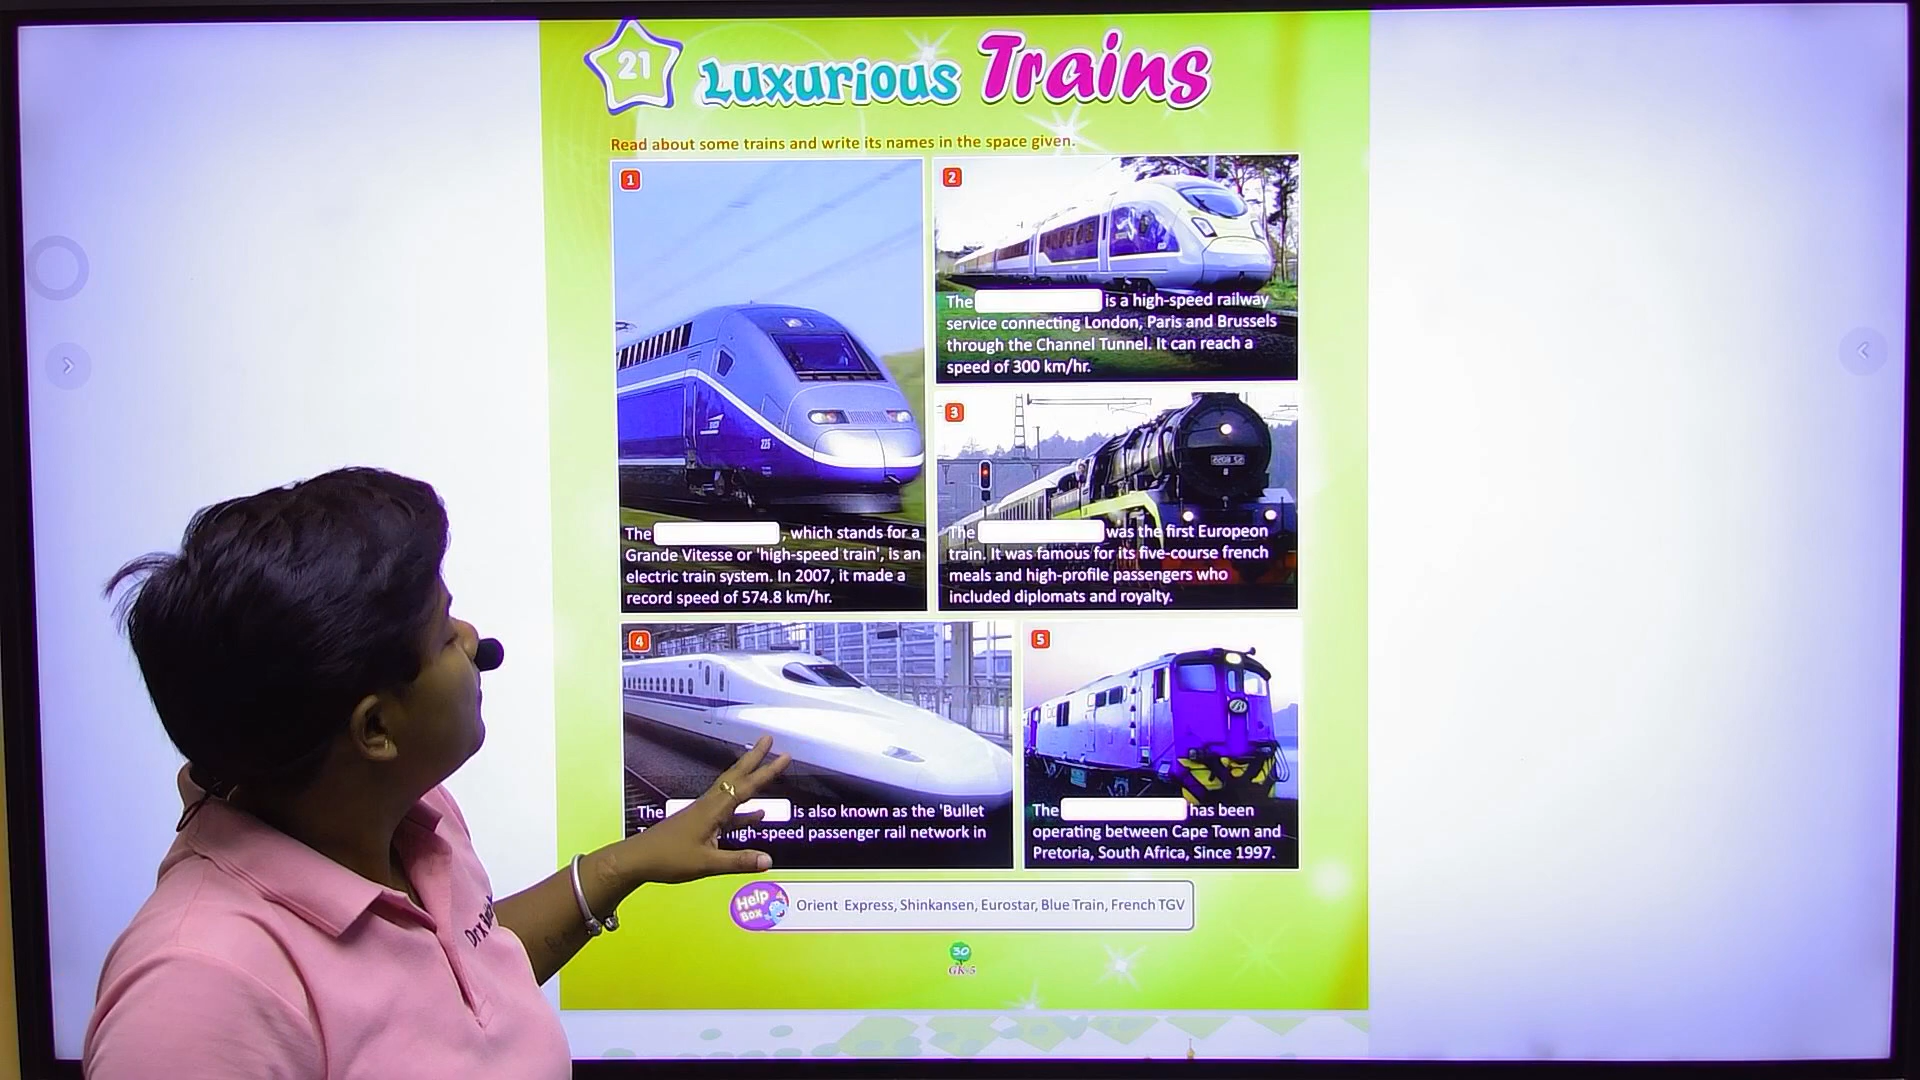 21
Luxurious Trains
Read about some trains and write its names in the space given.
1
The , which stands for a
Grande Vitesse or 'high-speed train', is an
electric train system. In 2007, it made a
record speed of 574.8 km/hr.
2
The is a high-speed railway
service connecting London, Paris and Brussels
through the Channel Tunnel. It can reach a
speed of 300 km/hr.
3
The was the first Europeon
train. It was famous for its five-course french
meals and high-profile passengers who
included diplomats and royalty.
4
The is also known as the 'Bullet
high-speed passenger rail network in
5
The has been
operating between Cape Town and
Pretoria, South Africa, Since 1997.
Help
Box
Orient Express, Shinkansen, Eurostar, Blue Train, French TGV
30
GK-5